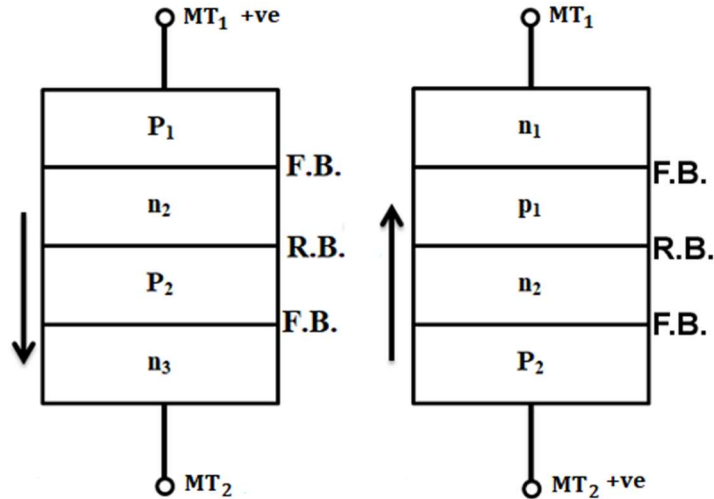 MT₁ +ve
P₁
F.B.
n₂
R.B.
P₂
F.B.
n₃
MT₂
MT₁
n₁
F.B.
p₁
R.B.
n₂
F.B.
P₂
MT₂ +ve